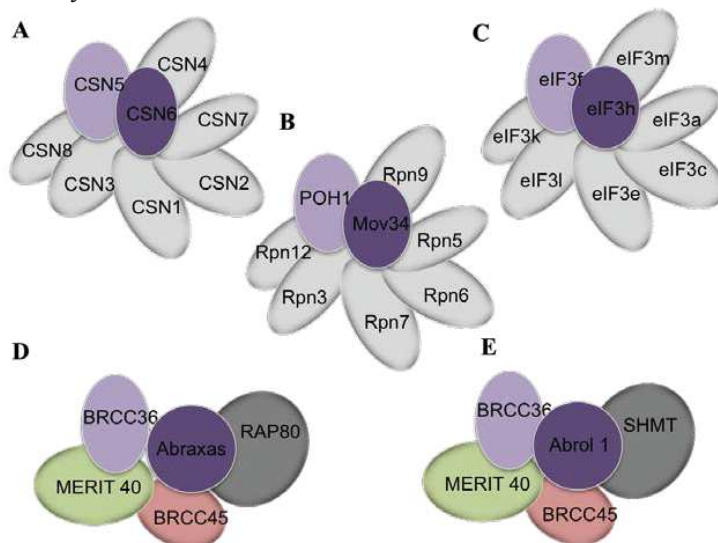 A
CSN5
CSN4
CSN6
CSN7
CSN8
CSN3
CSN1
CSN2
B
POH1
Rpn9
Mov34
Rpn5
Rpn12
Rpn3
Rpn7
Rpn6
C
eIF3f
eIF3m
eIF3h
eIF3a
eIF3k
eIF3l
eIF3e
eIF3c
D
BRCC36
Abraxas
RAP80
MERIT 40
BRCC45
E
BRCC36
Abrol 1
SHMT
MERIT 40
BRCC45